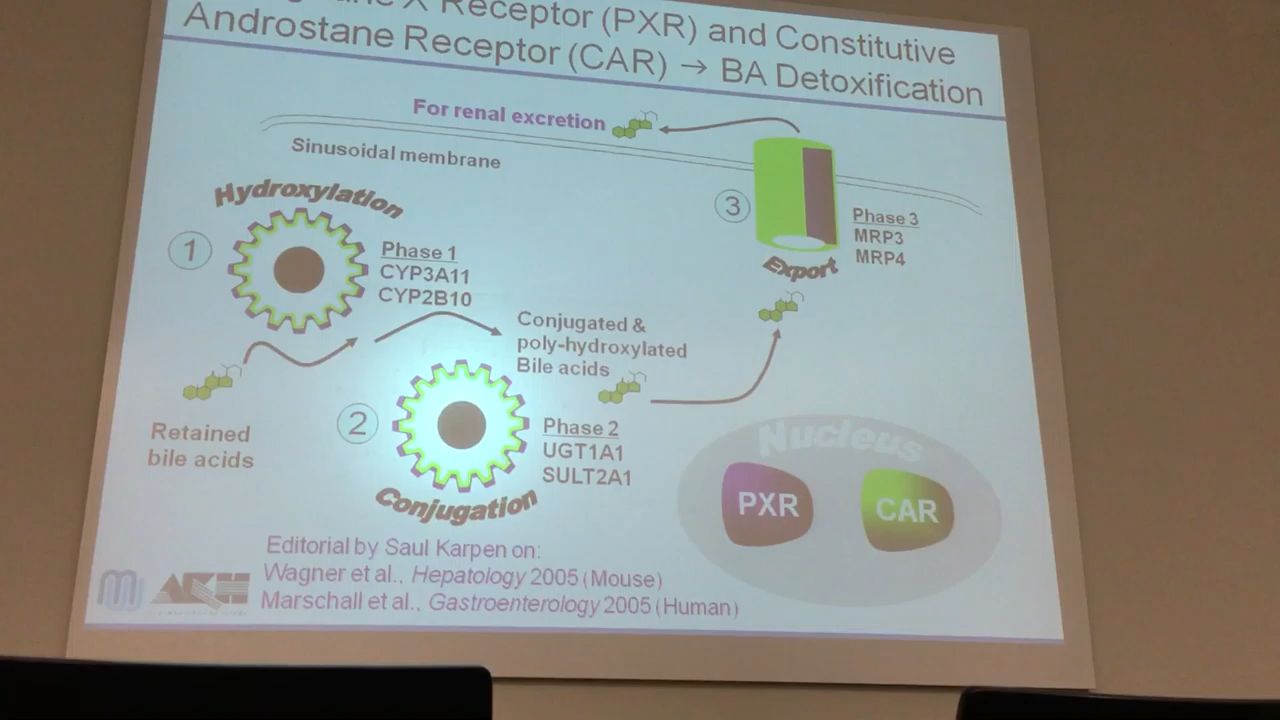 X Receptor (PXR) and Constitutive
Androstane Receptor (CAR) → BA Detoxification
For renal excretion
Sinusoidal membrane
Hydroxylation
1
Phase 1
CYP3A11
CYP2B10
3
Phase 3
MRP3
MRP4
Export
Conjugated &
poly-hydroxylated
Bile acids
Retained
bile acids
2
Phase 2
UGT1A1
SULT2A1
Conjugation
Nucleus
PXR
CAR
Editorial by Saul Karpen on:
Wagner et al., Hepatology 2005 (Mouse)
Marschall et al., Gastroenterology 2005 (Human)
AKH